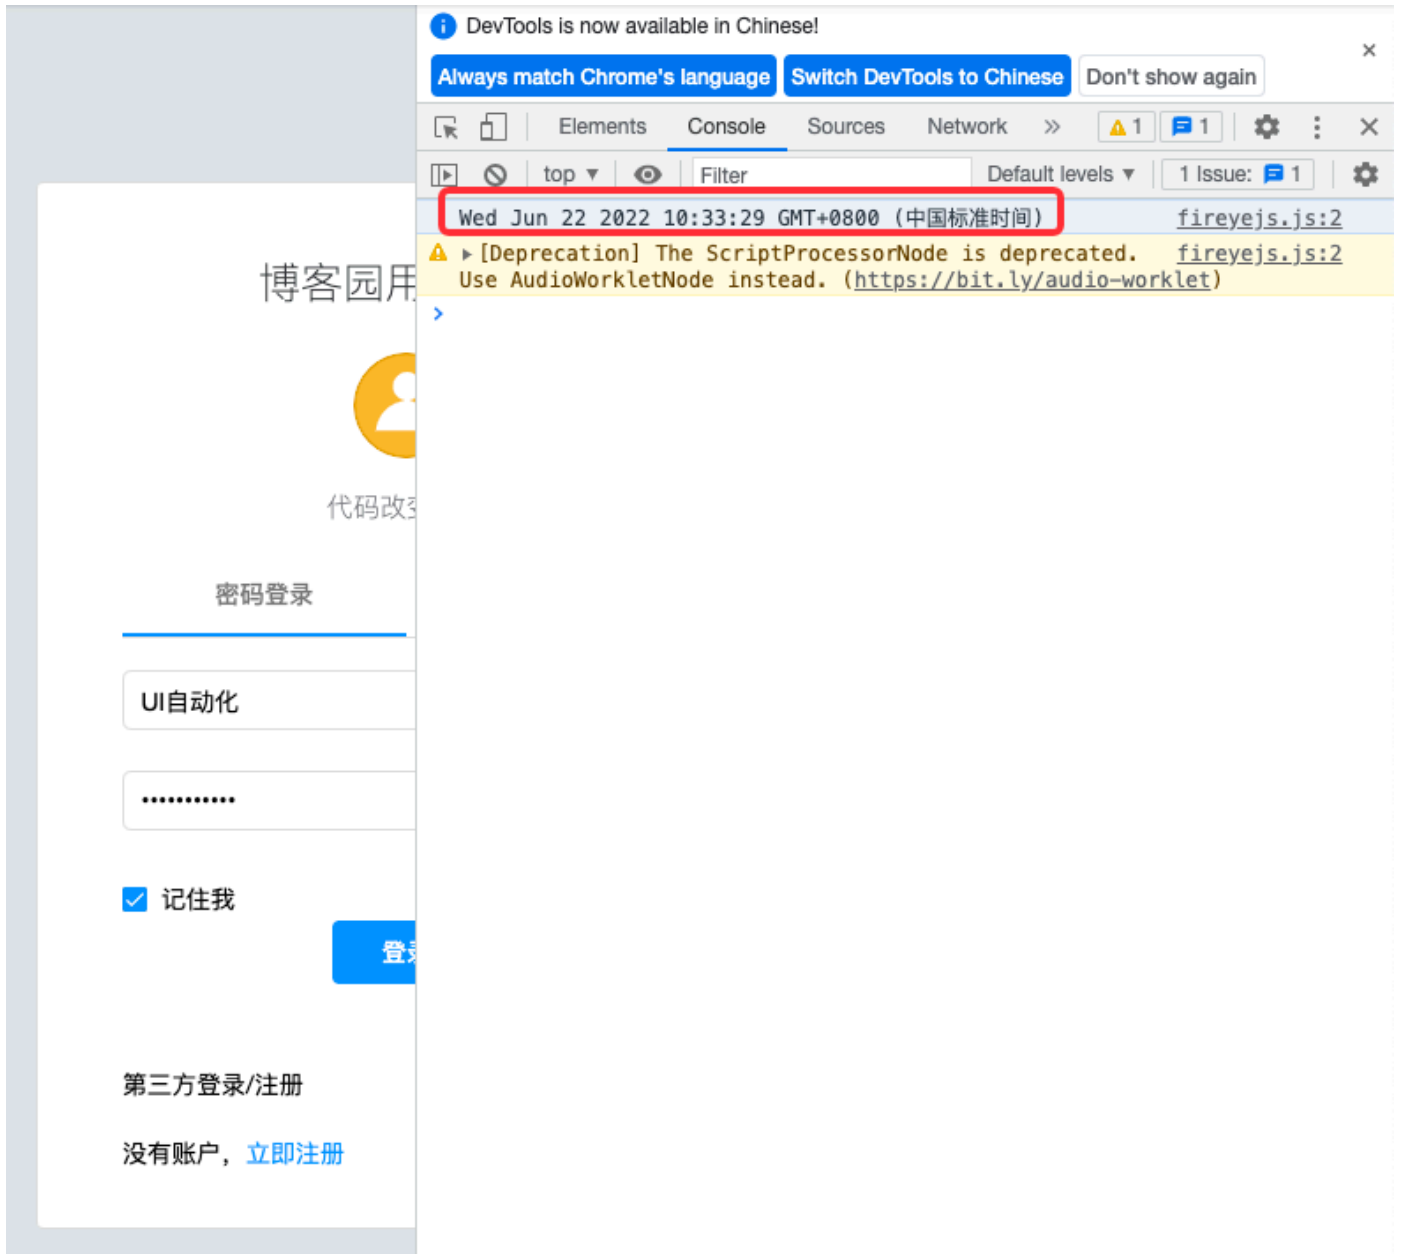 DevTools is now available in Chinese!
Always match Chrome's language Switch DevTools to Chinese Don't show again
Elements Console Sources Network 1 1
top Filter Default levels 1 Issue: 1
Wed Jun 22 2022 10:33:29 GMT+0800 (中国标准时间) fireyejs.js:2
[Deprecation] The ScriptProcessorNode is deprecated. fireyejs.js:2
Use AudioWorkletNode instead. (https://bit.ly/audio-worklet)
博客园用
代码改
密码登录
UI自动化
记住我
登
第三方登录/注册
没有账户，立即注册